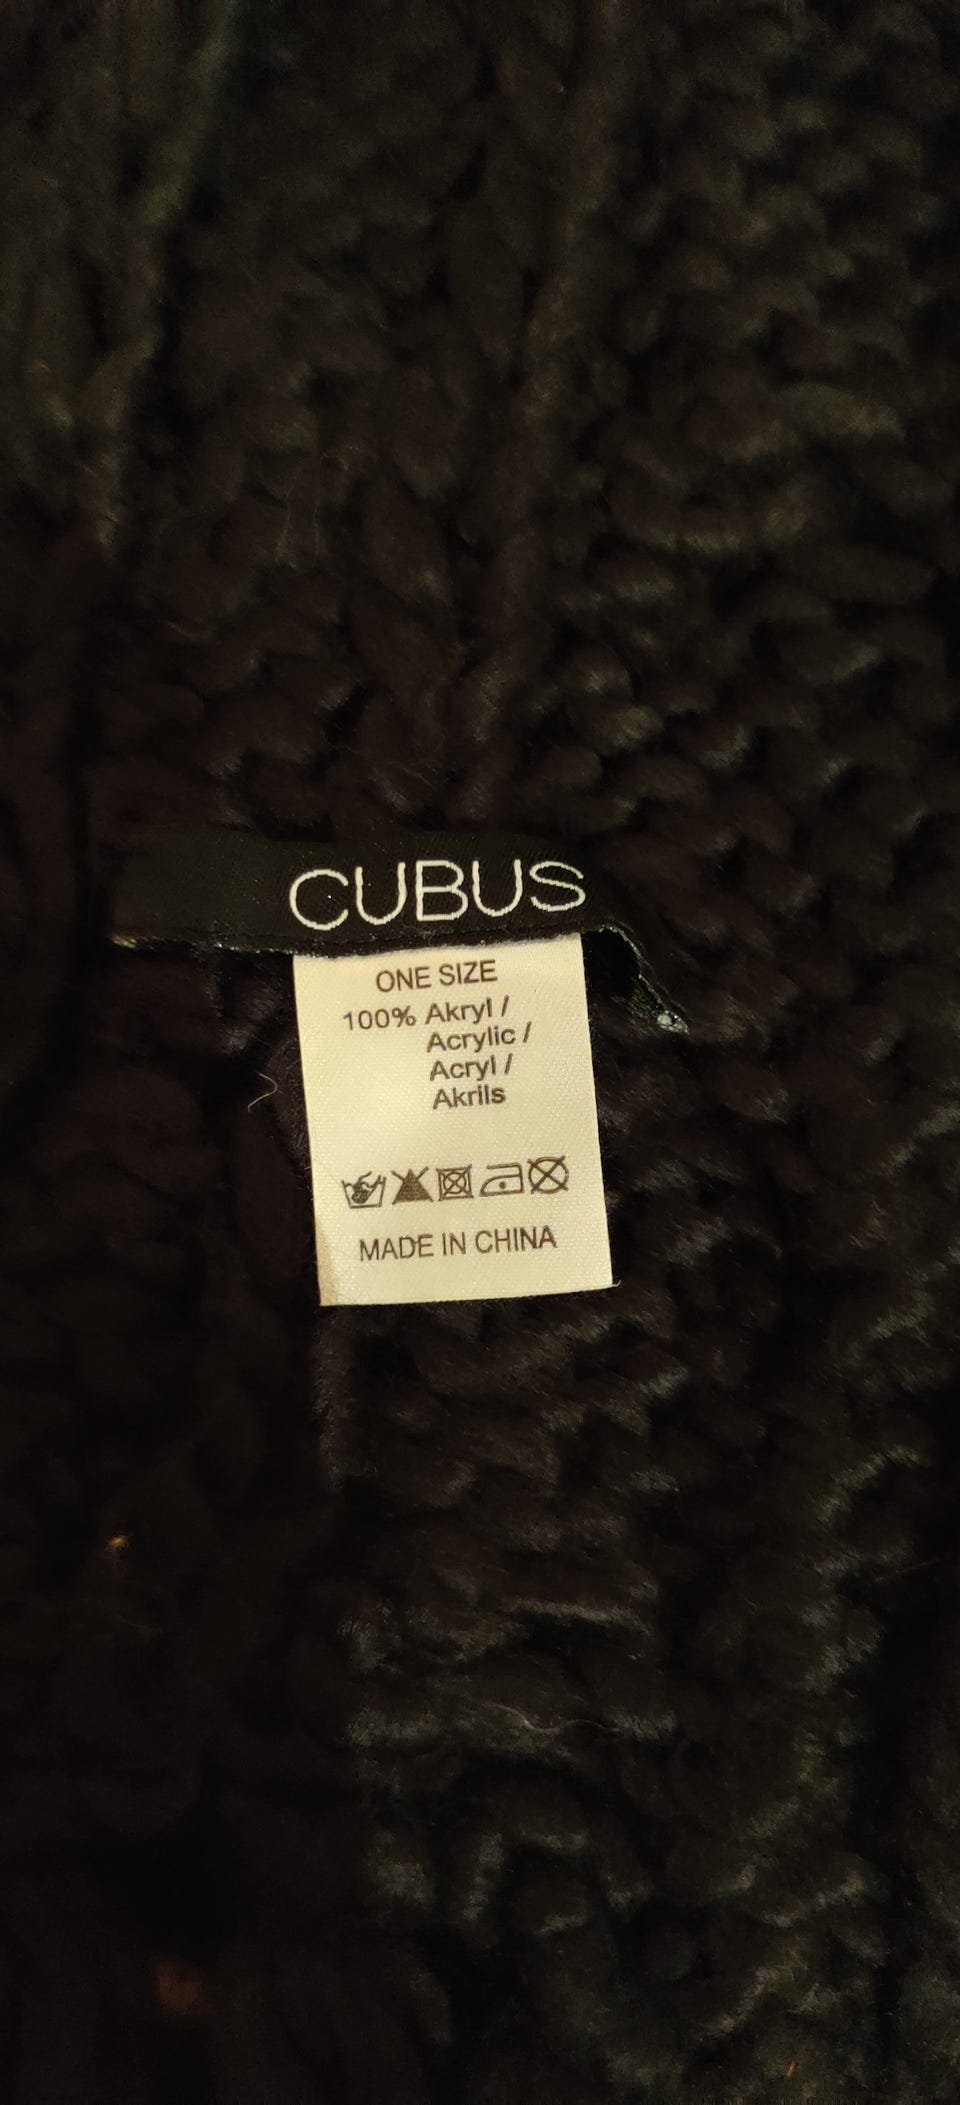 CUBUS
ONE SIZE
100% Akryl /
Acrylic /
Acryl /
Akrils
MADE IN CHINA